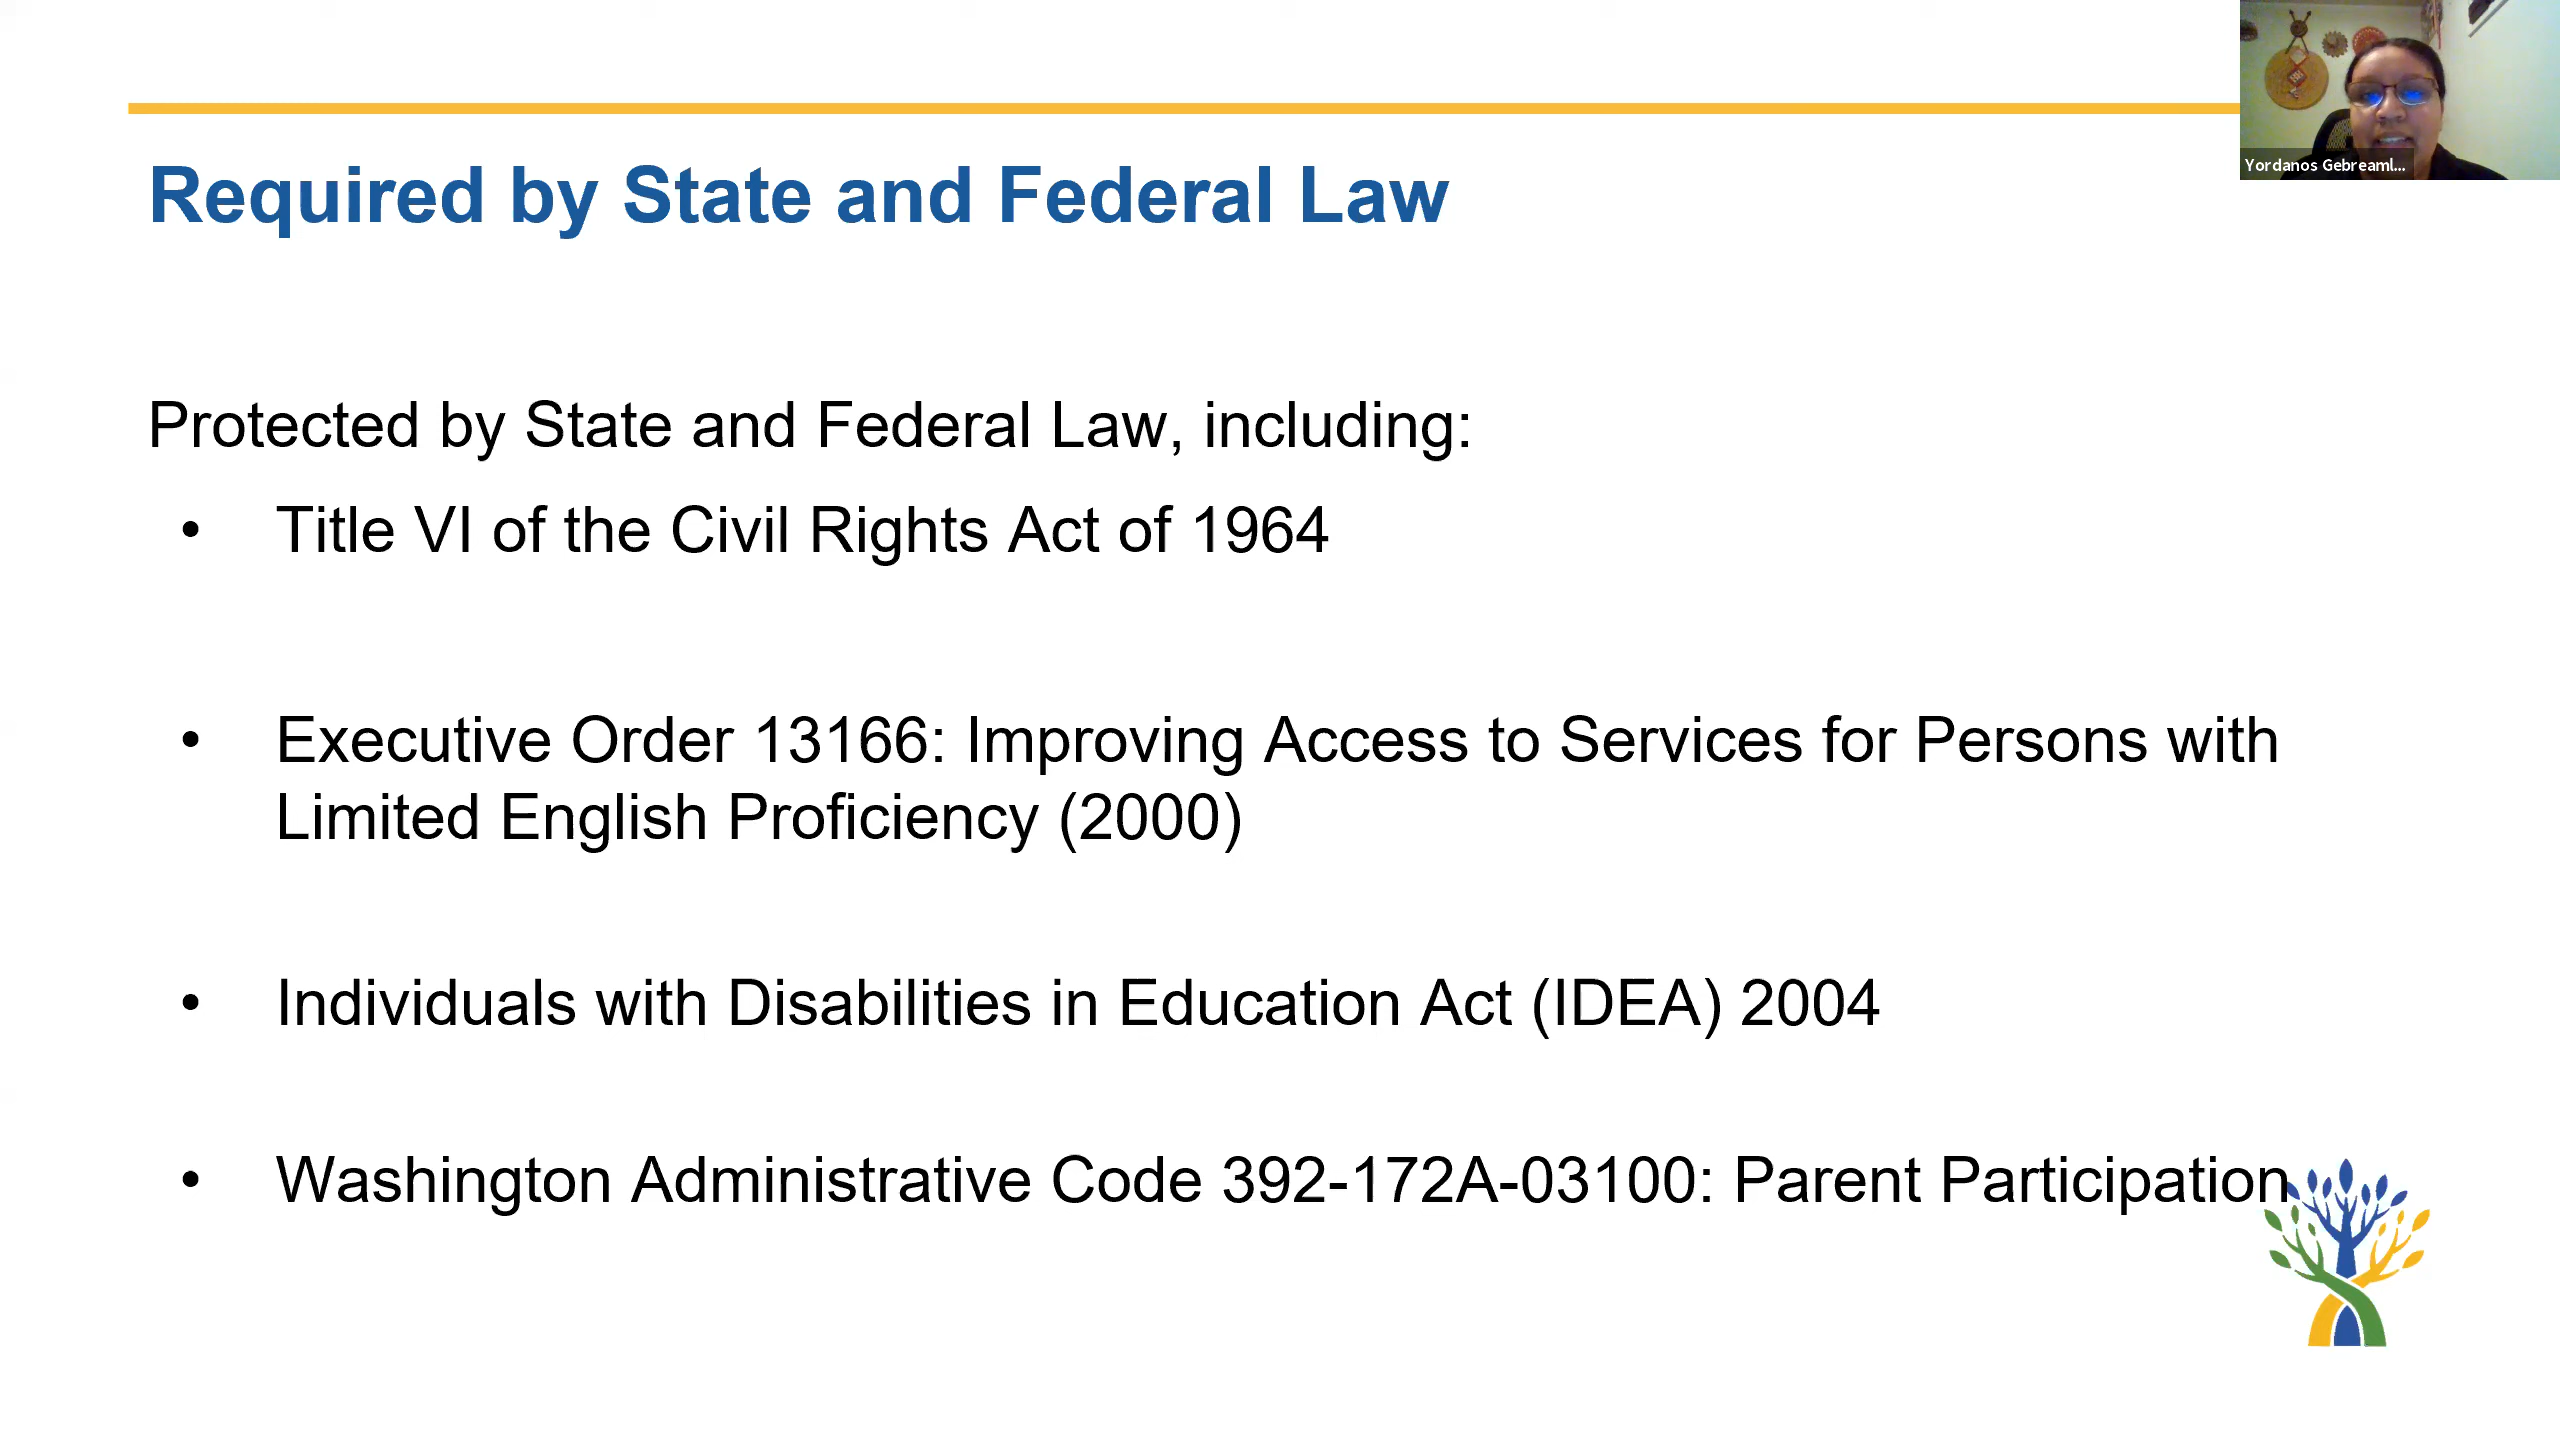 Required by State and Federal Law
Yordanos Gebreaml...
Protected by State and Federal Law, including:
• Title VI of the Civil Rights Act of 1964
• Executive Order 13166: Improving Access to Services for Persons with
Limited English Proficiency (2000)
• Individuals with Disabilities in Education Act (IDEA) 2004
• Washington Administrative Code 392-172A-03100: Parent Participation